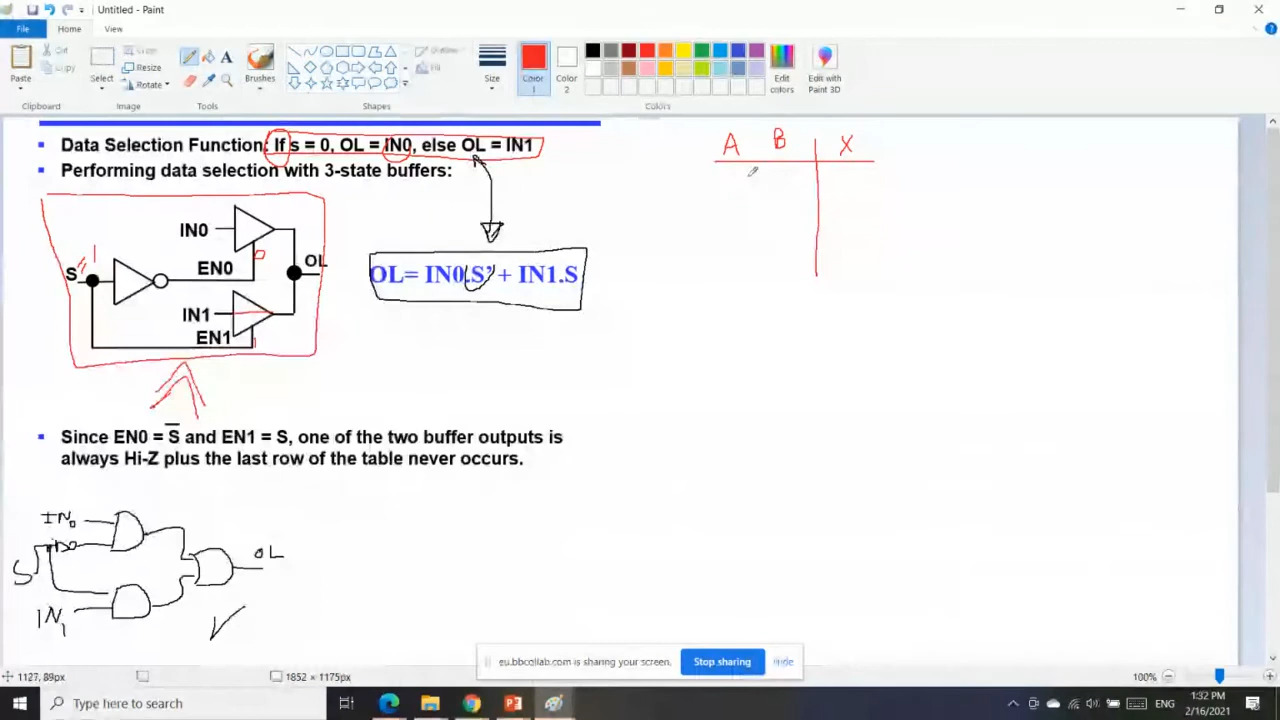 Untitled - Paint
File Home View
Paste
Cut
Copy
Clipboard
Select
Crop
Resize
Rotate
Image
Tools
Brushes
Outline
Fill
Shapes
Size
Color 1
Color 2
Edit colors
Edit with Paint 3D
Colors
Data Selection Function: If s = 0, OL = IN0, else OL = IN1
Performing data selection with 3-state buffers:
A B X
IN0
0
1
S
EN0
OL
IN1
EN1
1
OL= IN0.S' + IN1.S
Since EN0 = S̅ and EN1 = S, one of the two buffer outputs is
always Hi-Z plus the last row of the table never occurs.
IN0
OL
S
IN1
eu.bbcollab.com is sharing your screen. Stop sharing Hide
1127, 89px 1852 × 1175px 100%
Type here to search
ENG
1:32 PM
2/16/2021